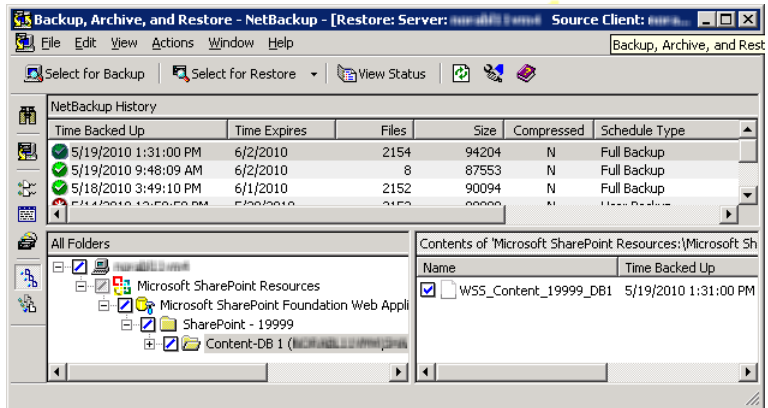 Backup, Archive, and Restore - NetBackup - [Restore: Server: Source Client:
File Edit View Actions Window Help
Backup, Archive, and Rest
Select for Backup Select for Restore View Status
NetBackup History
Time Backed Up Time Expires Files Size Compressed Schedule Type
5/19/2010 1:31:00 PM 6/2/2010 2154 94204 N Full Backup
5/19/2010 9:48:09 AM 6/2/2010 8 87553 N Full Backup
5/18/2010 3:49:10 PM 6/1/2010 2152 90094 N Full Backup
All Folders
Contents of 'Microsoft SharePoint Resources:\Microsoft Sh
Name Time Backed Up
Microsoft SharePoint Resources
WSS_Content_19999_DB1 5/19/2010 1:31:00 PM
Microsoft SharePoint Foundation Web Appli
SharePoint - 19999
Content-DB 1 (